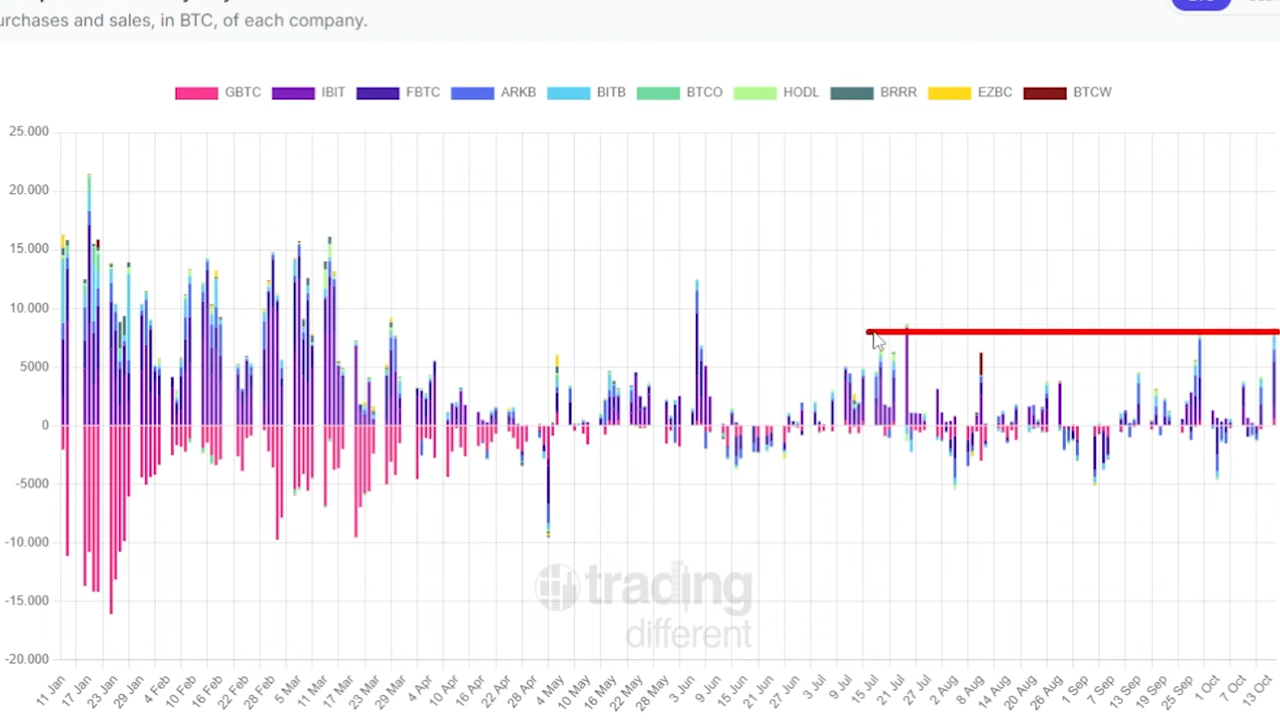 urchases and sales, in BTC, of each company.
GBTC IBIT FBTC ARKB BITB BTCO HODL BRRR EZBC BTCW
25.000
20.000
15.000
10.000
5000
0
-5000
-10.000
-15.000
-20.000
trading
different
11 Jan 17 Jan 23 Jan 29 Jan 4 Feb 10 Feb 16 Feb 22 Feb 28 Feb 5 Mar 11 Mar 17 Mar 23 Mar 29 Mar 4 Apr 10 Apr 16 Apr 22 Apr 28 Apr 4 May 10 May 16 May 22 May 28 May 3 Jun 9 Jun 15 Jun 21 Jun 27 Jun 3 Jul 9 Jul 15 Jul 21 Jul 27 Jul 2 Aug 8 Aug 14 Aug 20 Aug 26 Aug 1 Sep 7 Sep 13 Sep 19 Sep 25 Sep 1 Oct 7 Oct 13 Oct